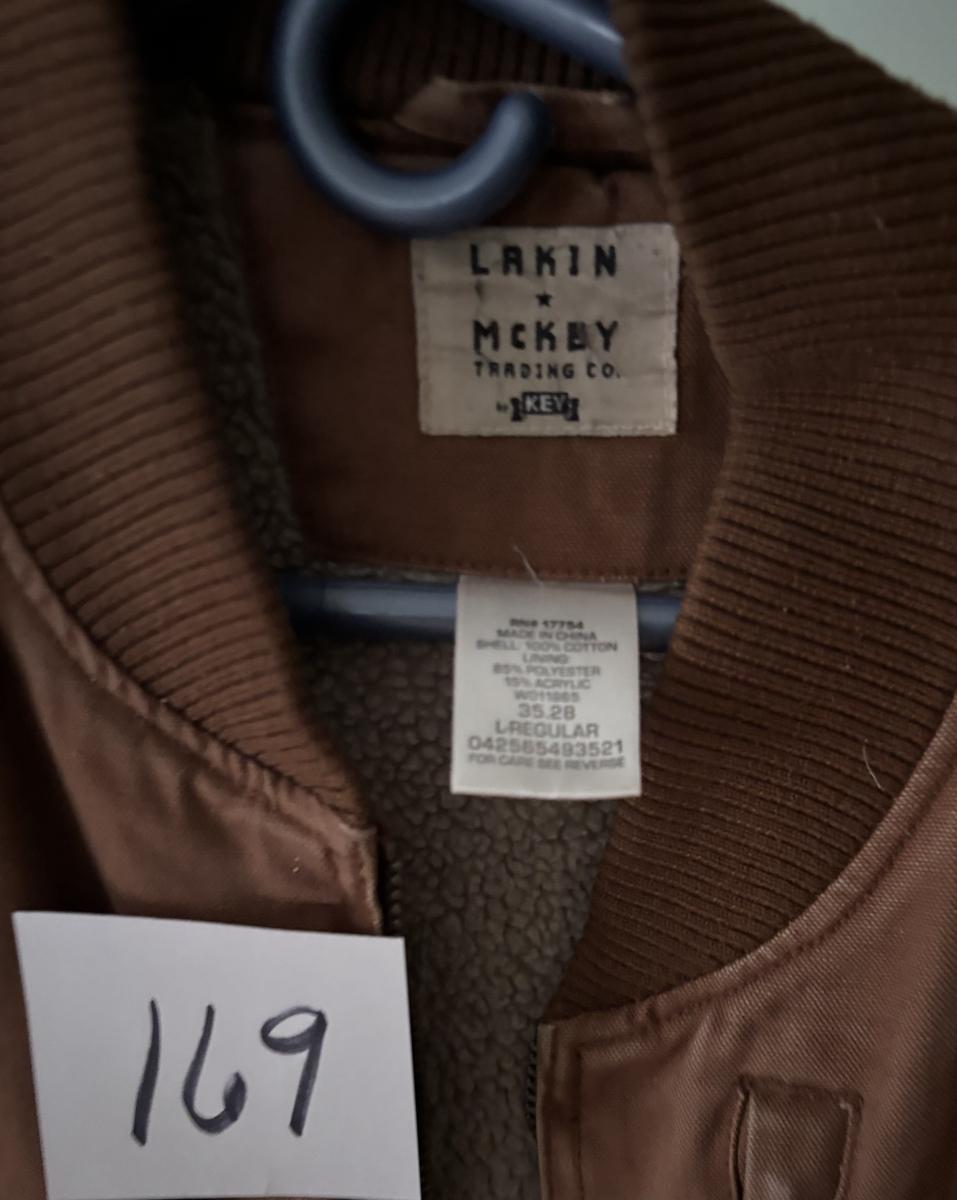 LAKIN
★
McKEY
TRADING CO.
by KEY
RN# 17754
MADE IN CHINA
SHELL: 100% COTTON
LINING:
85% POLYESTER
15% ACRYLIC
35.28
L-REGULAR
042565493521
FOR CARE SEE REVERSE
169